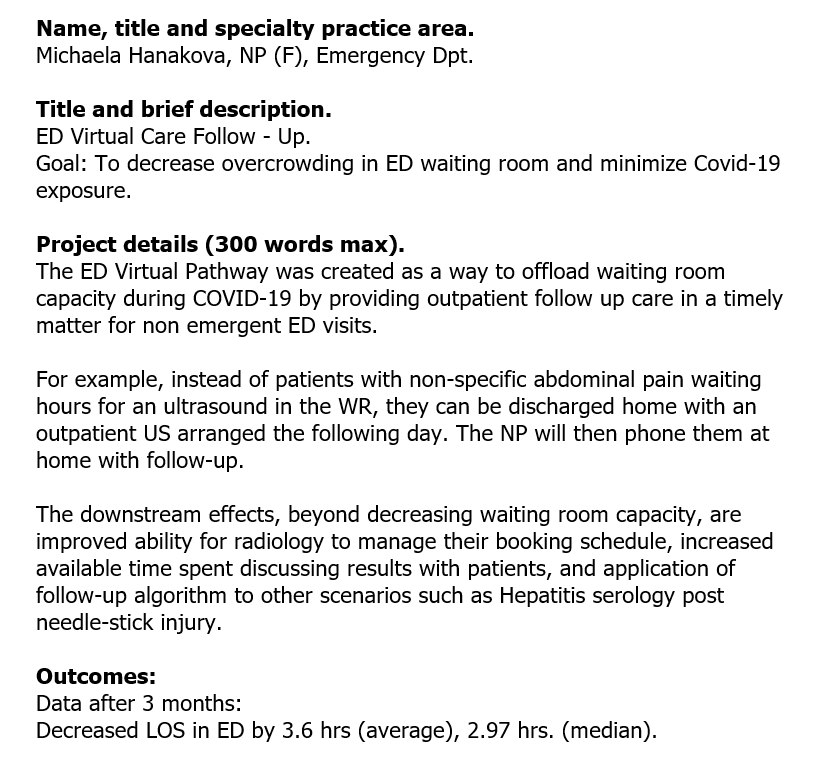 Name, title and specialty practice area.
Michaela Hanakova, NP (F), Emergency Dpt.
Title and brief description.
ED Virtual Care Follow - Up.
Goal: To decrease overcrowding in ED waiting room and minimize Covid-19
exposure.
Project details (300 words max).
The ED Virtual Pathway was created as a way to offload waiting room
capacity during COVID-19 by providing outpatient follow up care in a timely
matter for non emergent ED visits.
For example, instead of patients with non-specific abdominal pain waiting
hours for an ultrasound in the WR, they can be discharged home with an
outpatient US arranged the following day. The NP will then phone them at
home with follow-up.
The downstream effects, beyond decreasing waiting room capacity, are
improved ability for radiology to manage their booking schedule, increased
available time spent discussing results with patients, and application of
follow-up algorithm to other scenarios such as Hepatitis serology post
needle-stick injury.
Outcomes:
Data after 3 months:
Decreased LOS in ED by 3.6 hrs (average), 2.97 hrs. (median).